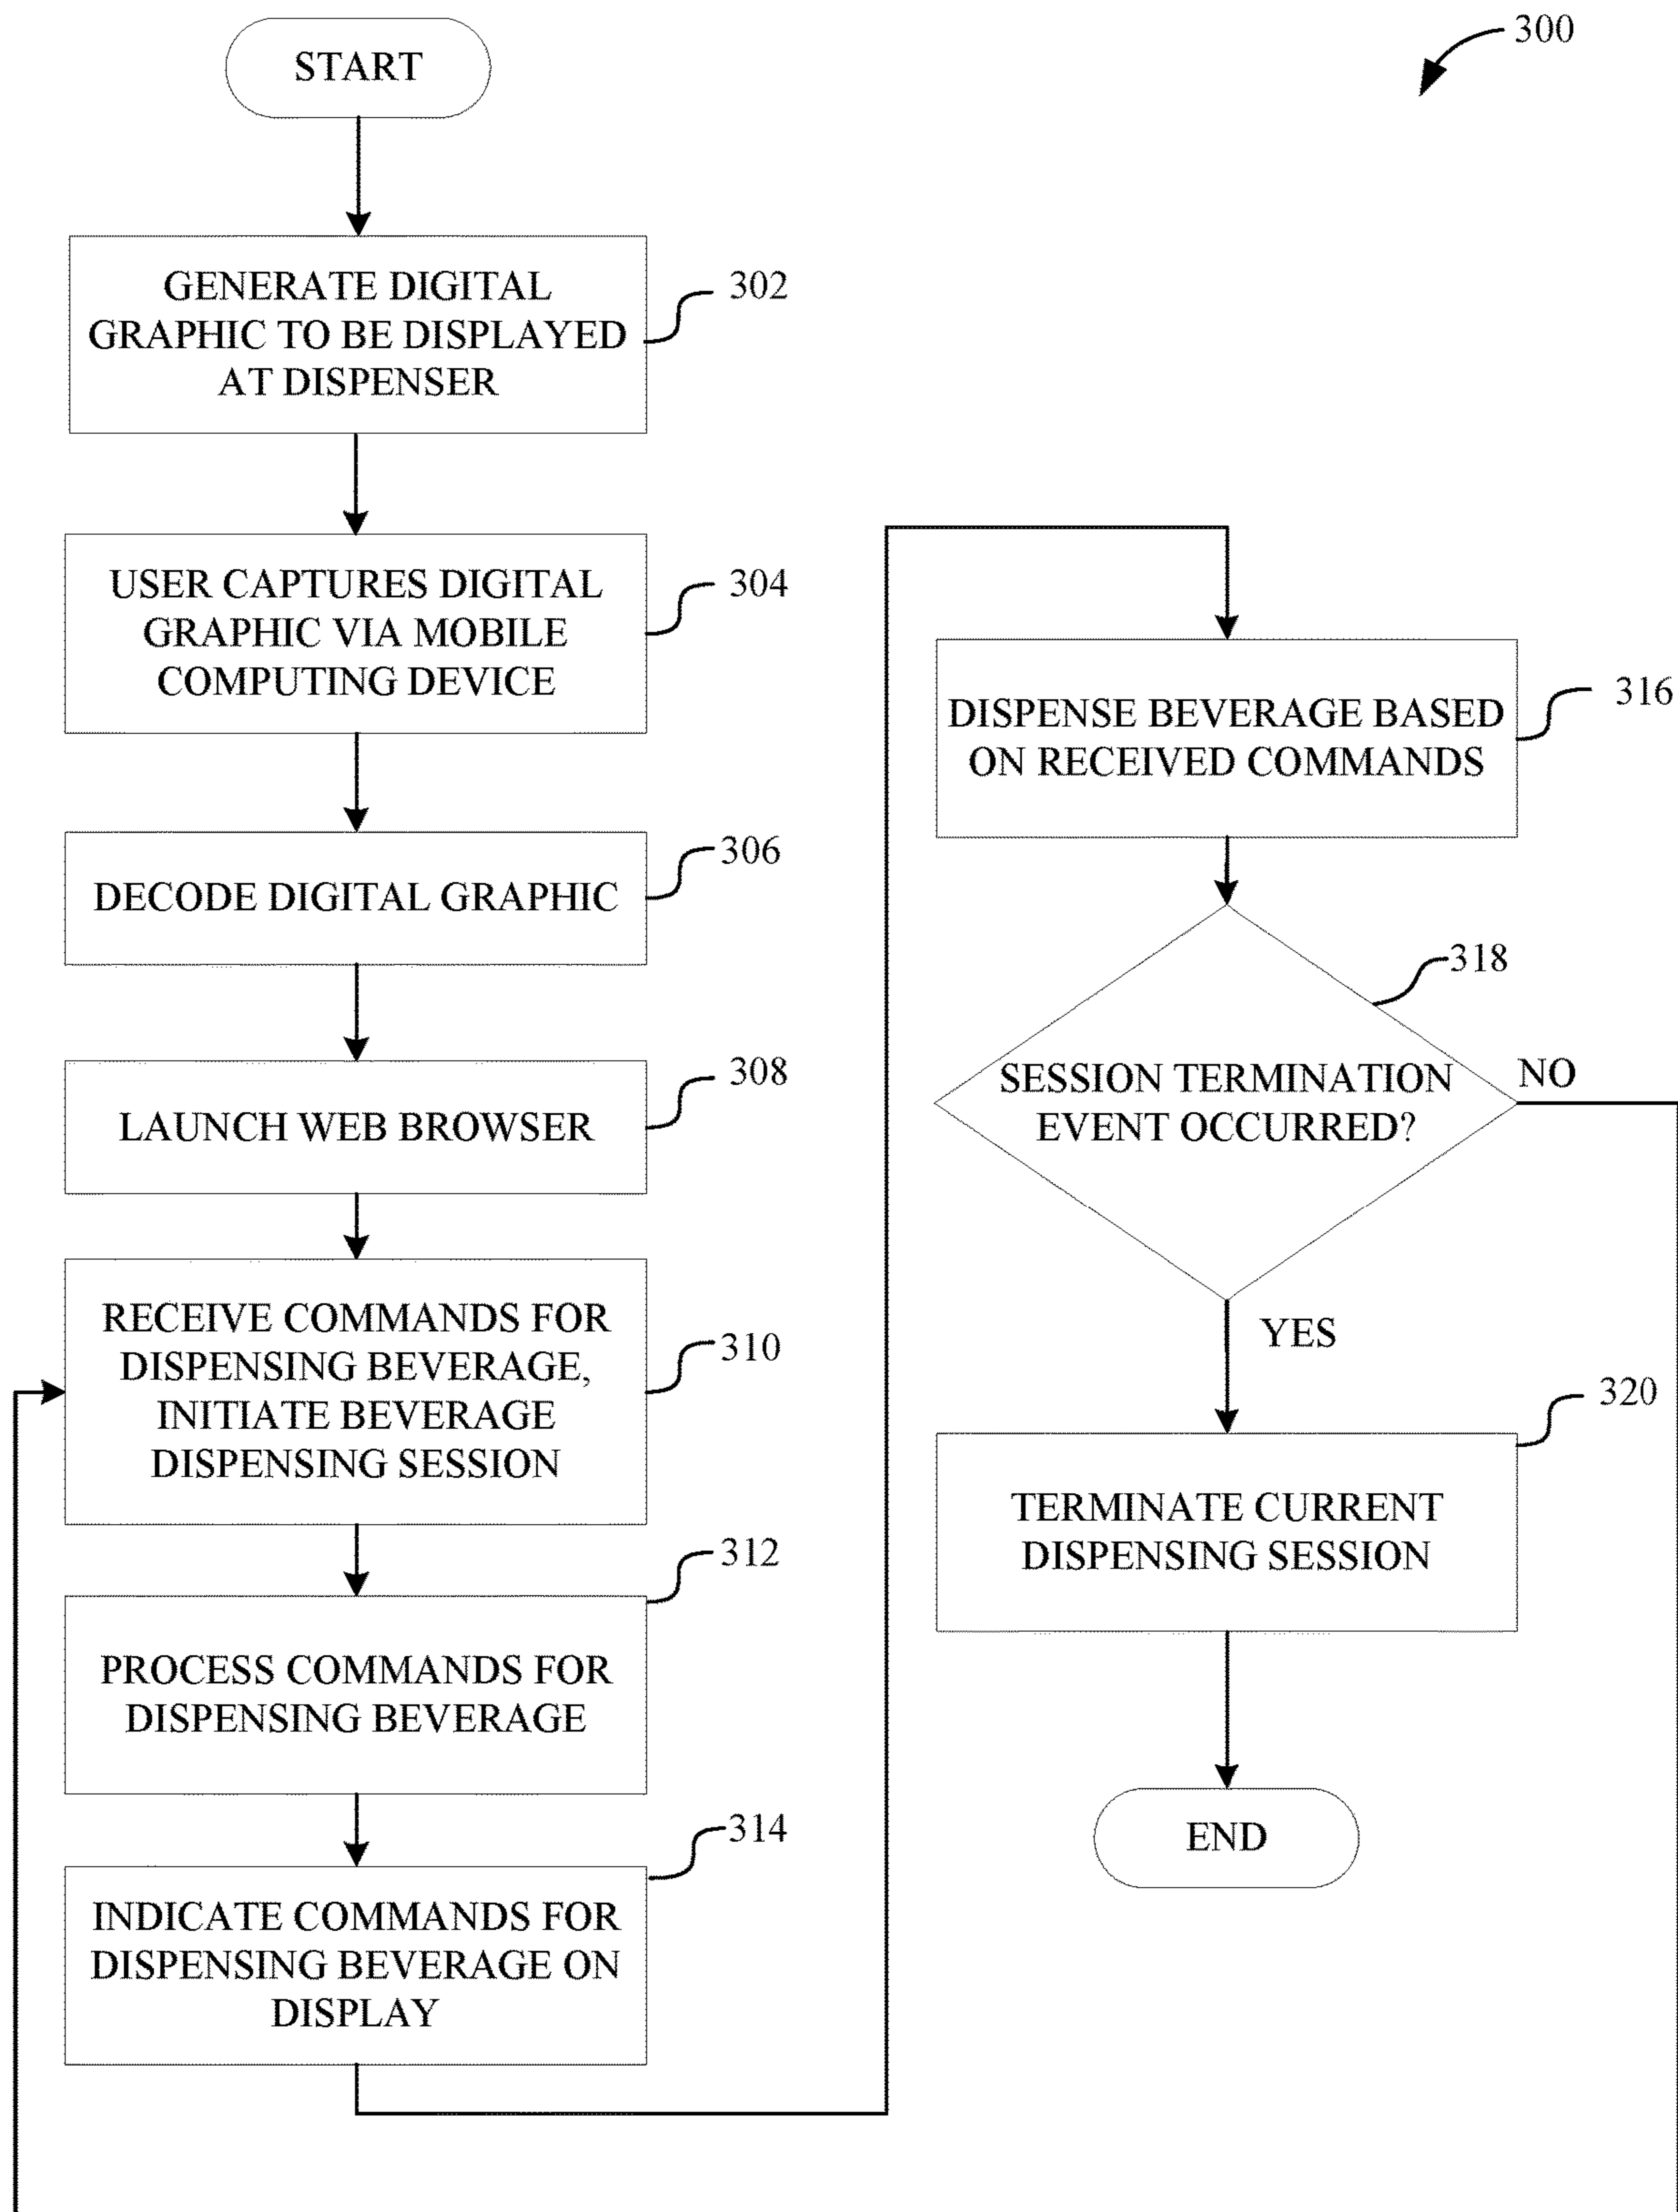 START
300
GENERATE DIGITAL
GRAPHIC TO BE DISPLAYED
AT DISPENSER
302
USER CAPTURES DIGITAL
GRAPHIC VIA MOBILE
COMPUTING DEVICE
304
DECODE DIGITAL GRAPHIC
306
LAUNCH WEB BROWSER
308
RECEIVE COMMANDS FOR
DISPENSING BEVERAGE,
INITIATE BEVERAGE
DISPENSING SESSION
310
PROCESS COMMANDS FOR
DISPENSING BEVERAGE
312
INDICATE COMMANDS FOR
DISPENSING BEVERAGE ON
DISPLAY
314
DISPENSE BEVERAGE BASED
ON RECEIVED COMMANDS
316
SESSION TERMINATION
EVENT OCCURRED?
318
NO
YES
TERMINATE CURRENT
DISPENSING SESSION
320
END